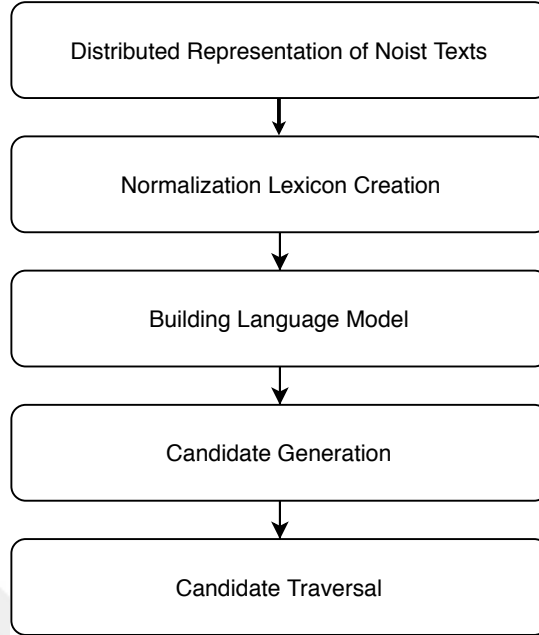 Distributed Representation of Noist Texts
Normalization Lexicon Creation
Building Language Model
Candidate Generation
Candidate Traversal